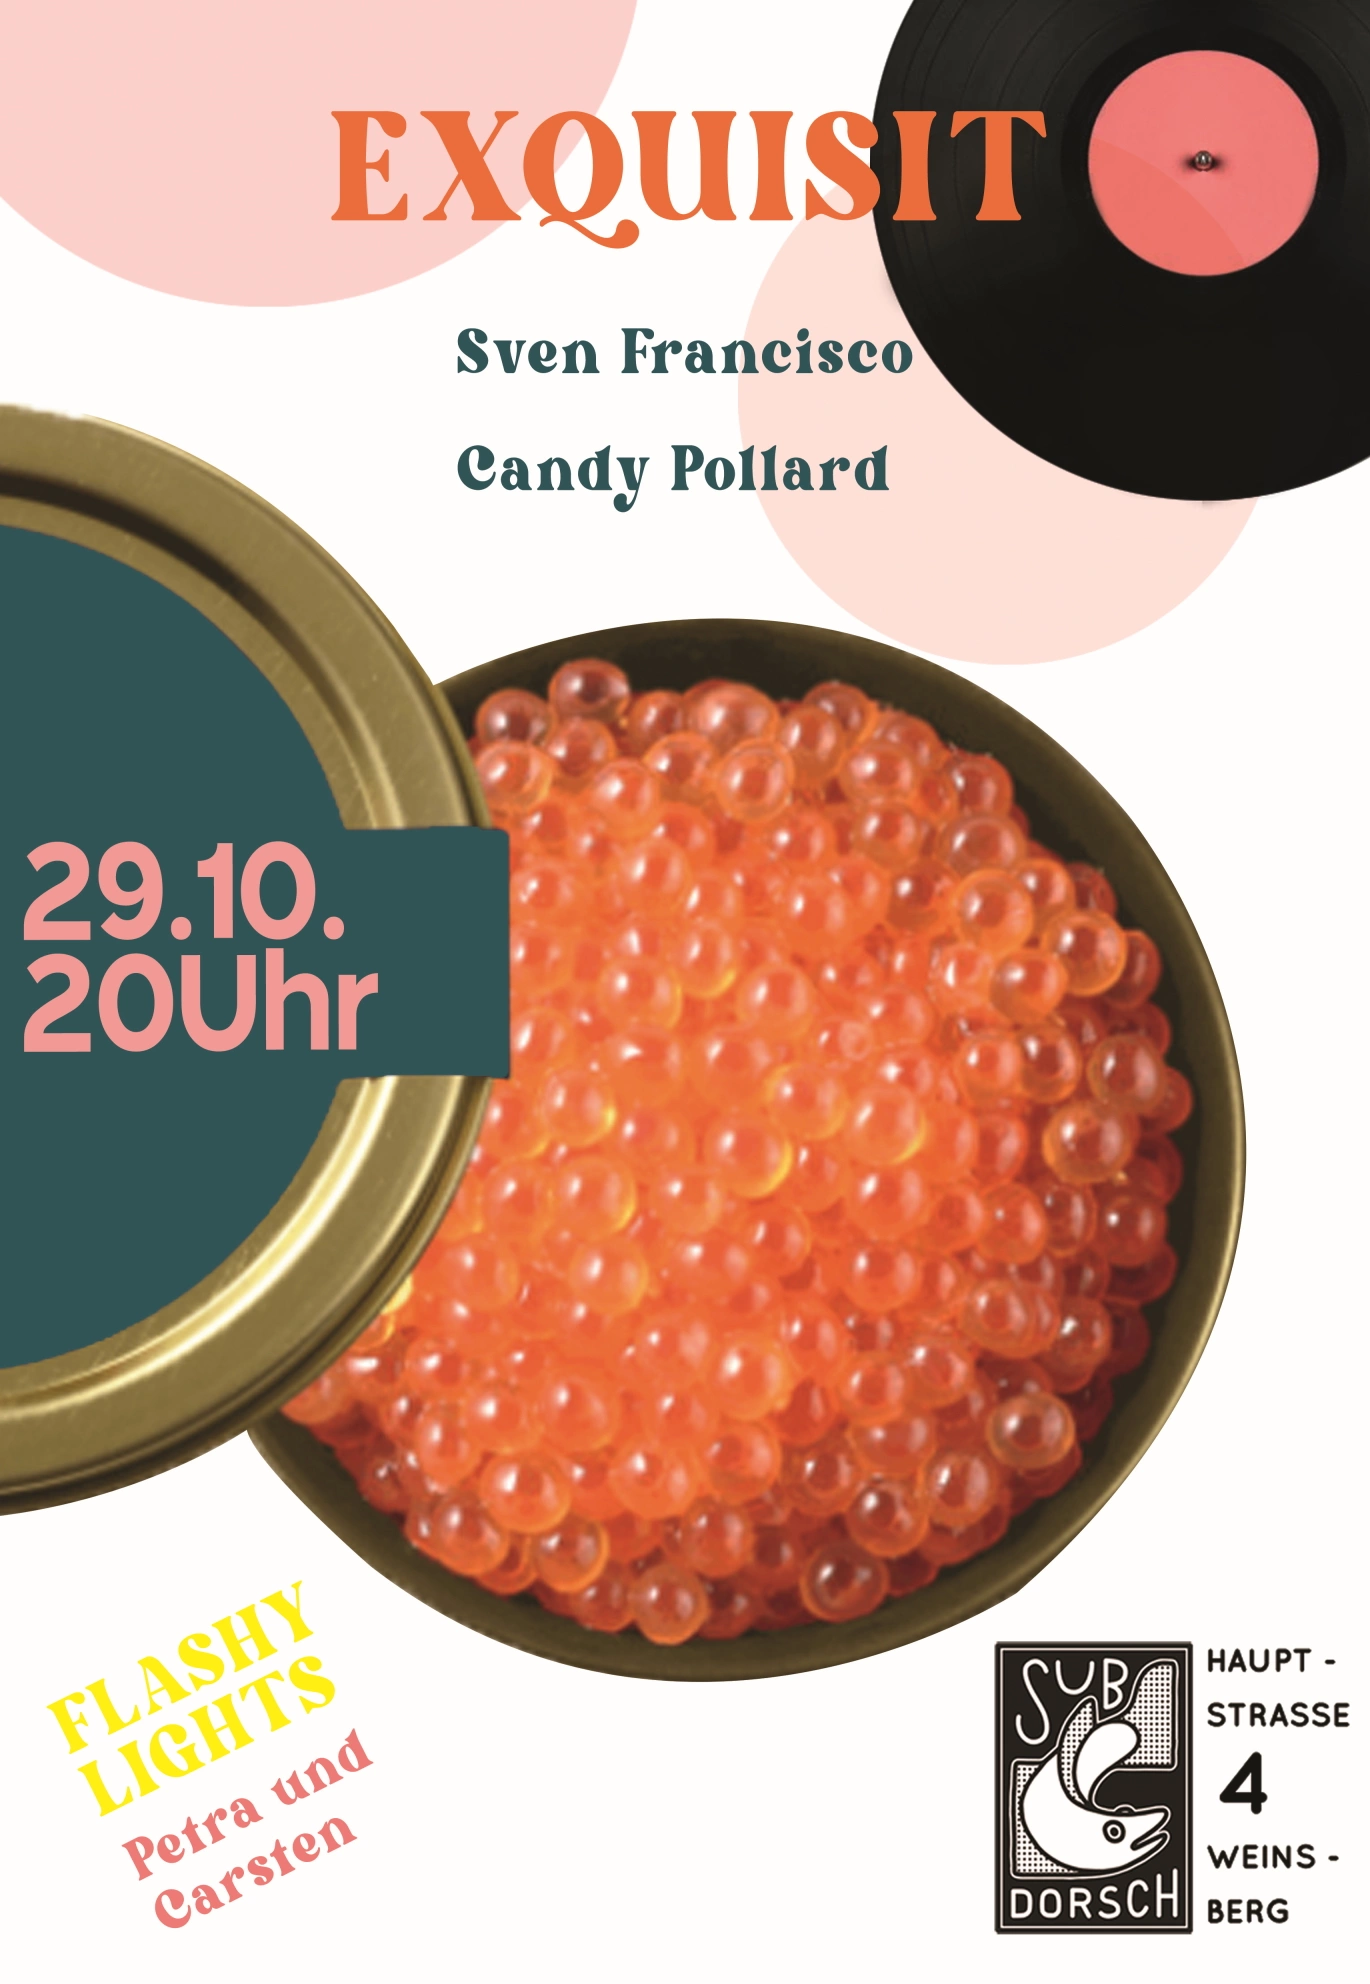 EXQUISIT
Sven Francisco
Candy Pollard
29.10.
20Uhr
FLASHY
LIGHTS
Petra und
Carsten
SUB
DORSCH
HAUPT -
STRASSE
4
WEINS -
BERG